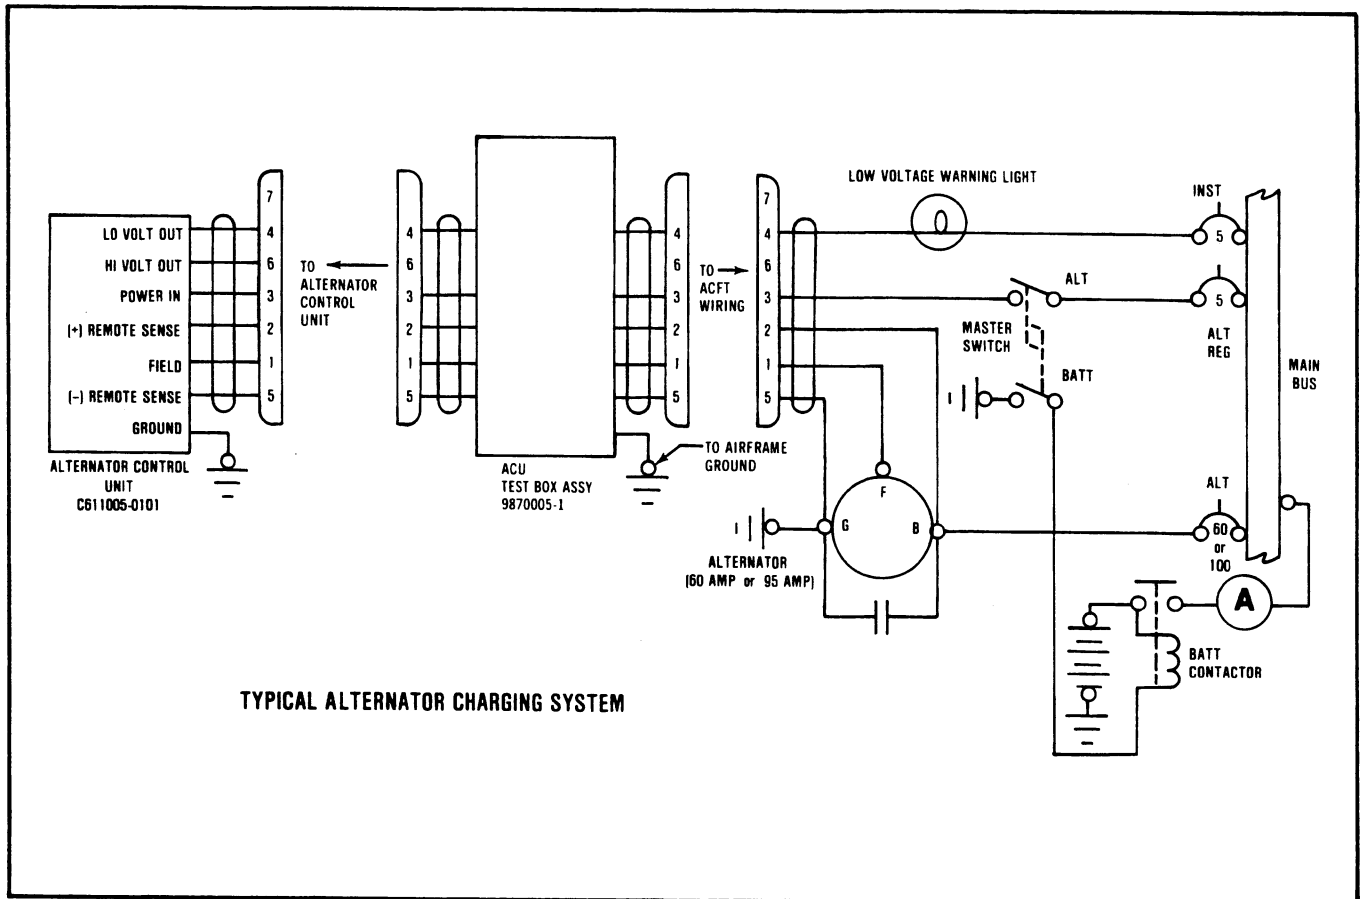 LO VOLT OUT
HI VOLT OUT
POWER IN
(+) REMOTE SENSE
FIELD
(-) REMOTE SENSE
GROUND
ALTERNATOR CONTROL
UNIT
C611005-0101
7
4
6
3
2
1
5
TO
ALTERNATOR
CONTROL
UNIT
4
6
3
2
1
5
ACU
TEST BOX ASSY
9870005-1
4
6
3
2
1
5
TO AIRFRAME
GROUND
TO
ACFT
WIRING
7
4
6
3
2
1
5
LOW VOLTAGE WARNING LIGHT
INST
5
ALT
5
ALT
REG
MASTER
SWITCH
BATT
MAIN
BUS
F
G
B
ALTERNATOR
(60 AMP or 95 AMP)
ALT
60
or
100
A
BATT
CONTACTOR
TYPICAL ALTERNATOR CHARGING SYSTEM